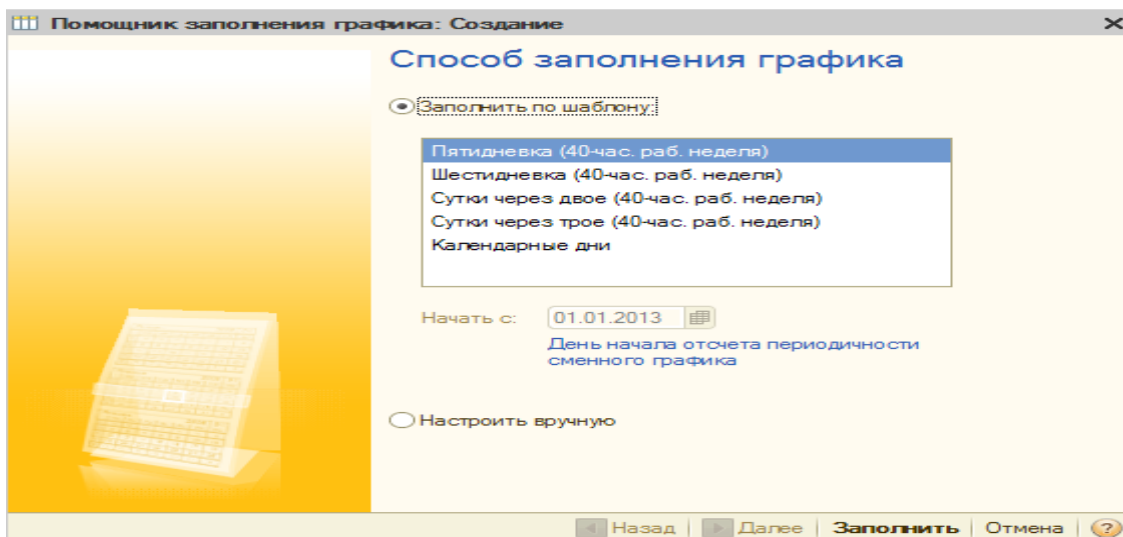 Помощник заполнения графика: Создание
Способ заполнения графика
Заполнить по шаблону:
Пятидневка (40-час. раб. неделя)
Шестидневка (40-час. раб. неделя)
Сутки через двое (40-час. раб. неделя)
Сутки через трое (40-час. раб. неделя)
Календарные дни
Начать с: 01.01.2013
День начала отсчета периодичности
сменного графика
Настроить вручную
Назад Далее Заполнить Отмена ?